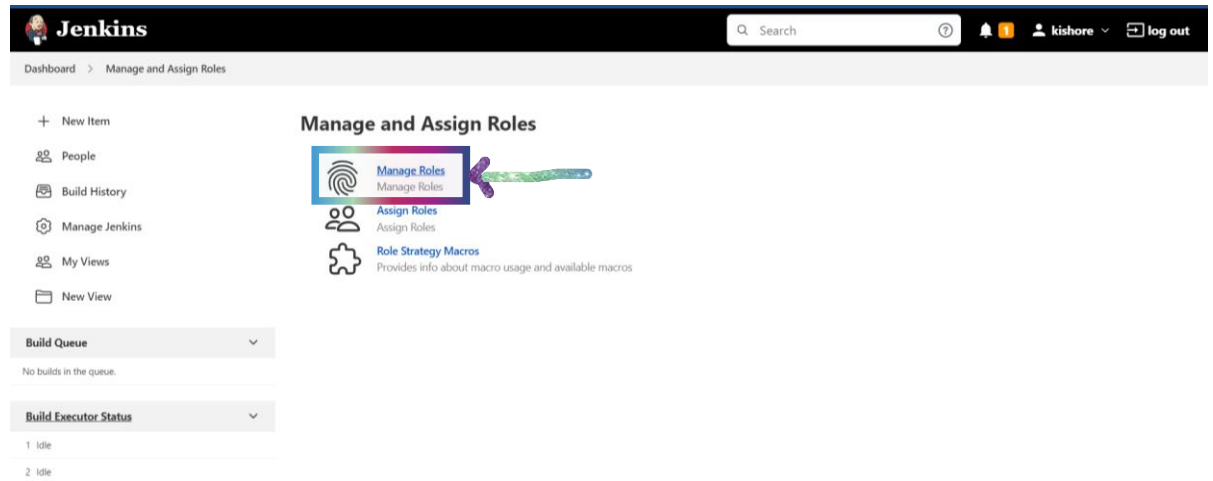 Jenkins
Search
1
kishore
log out
Dashboard > Manage and Assign Roles
+ New Item
People
Build History
Manage Jenkins
My Views
New View
Build Queue
No builds in the queue.
Build Executor Status
1 Idle
2 Idle
Manage and Assign Roles
Manage Roles
Manage Roles
Assign Roles
Assign Roles
Role Strategy Macros
Provides info about macro usage and available macros